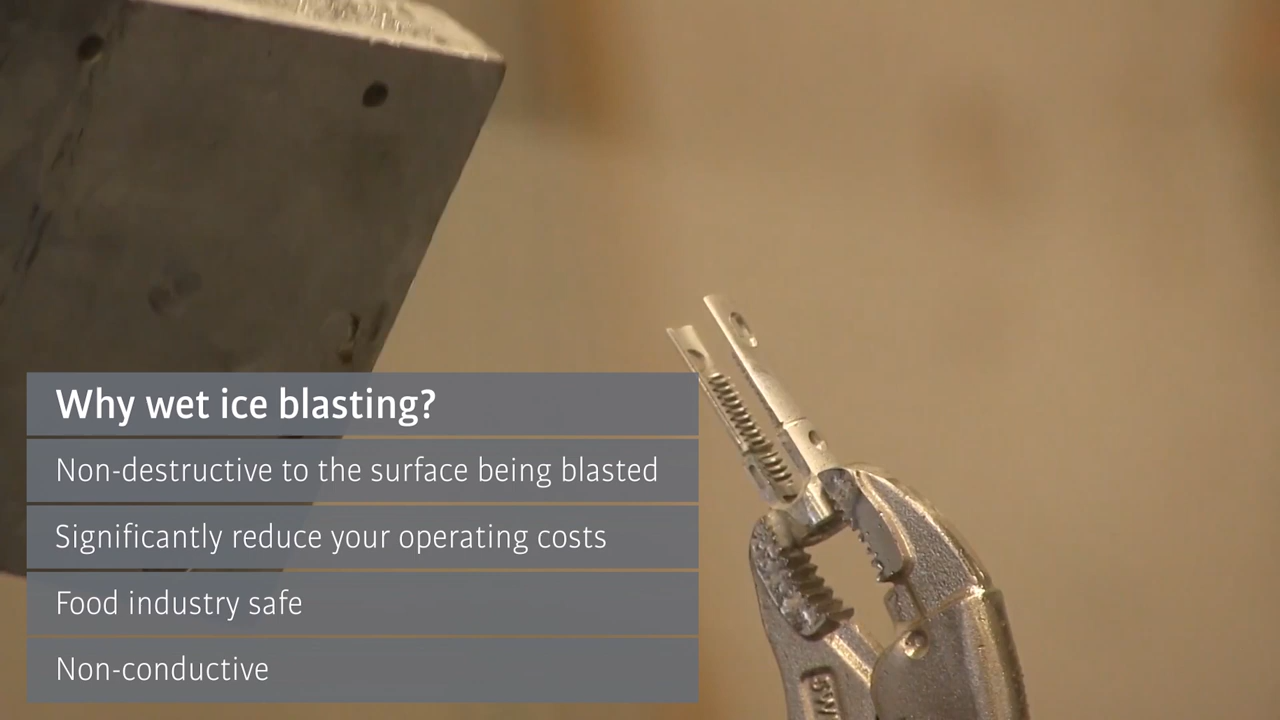 Why wet ice blasting?
Non-destructive to the surface being blasted
Significantly reduce your operating costs
Food industry safe
Non-conductive
5W